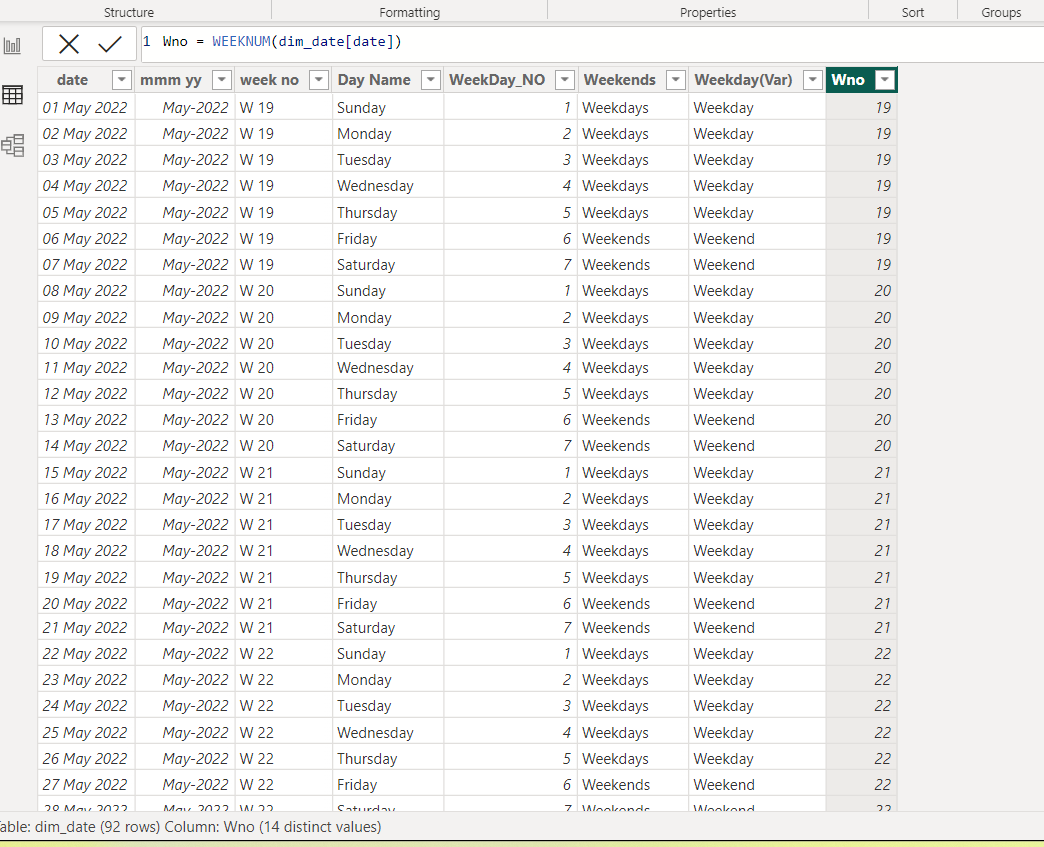 Structure Formatting Properties Sort Groups
1 Wno = WEEKNUM(dim_date[date])
date mmm yy week no Day Name WeekDay_NO Weekends Weekday(Var) Wno
01 May 2022 May-2022 W 19 Sunday 1 Weekdays Weekday 19
02 May 2022 May-2022 W 19 Monday 2 Weekdays Weekday 19
03 May 2022 May-2022 W 19 Tuesday 3 Weekdays Weekday 19
04 May 2022 May-2022 W 19 Wednesday 4 Weekdays Weekday 19
05 May 2022 May-2022 W 19 Thursday 5 Weekdays Weekday 19
06 May 2022 May-2022 W 19 Friday 6 Weekends Weekend 19
07 May 2022 May-2022 W 19 Saturday 7 Weekends Weekend 19
08 May 2022 May-2022 W 20 Sunday 1 Weekdays Weekday 20
09 May 2022 May-2022 W 20 Monday 2 Weekdays Weekday 20
10 May 2022 May-2022 W 20 Tuesday 3 Weekdays Weekday 20
11 May 2022 May-2022 W 20 Wednesday 4 Weekdays Weekday 20
12 May 2022 May-2022 W 20 Thursday 5 Weekdays Weekday 20
13 May 2022 May-2022 W 20 Friday 6 Weekends Weekend 20
14 May 2022 May-2022 W 20 Saturday 7 Weekends Weekend 20
15 May 2022 May-2022 W 21 Sunday 1 Weekdays Weekday 21
16 May 2022 May-2022 W 21 Monday 2 Weekdays Weekday 21
17 May 2022 May-2022 W 21 Tuesday 3 Weekdays Weekday 21
18 May 2022 May-2022 W 21 Wednesday 4 Weekdays Weekday 21
19 May 2022 May-2022 W 21 Thursday 5 Weekdays Weekday 21
20 May 2022 May-2022 W 21 Friday 6 Weekends Weekend 21
21 May 2022 May-2022 W 21 Saturday 7 Weekends Weekend 21
22 May 2022 May-2022 W 22 Sunday 1 Weekdays Weekday 22
23 May 2022 May-2022 W 22 Monday 2 Weekdays Weekday 22
24 May 2022 May-2022 W 22 Tuesday 3 Weekdays Weekday 22
25 May 2022 May-2022 W 22 Wednesday 4 Weekdays Weekday 22
26 May 2022 May-2022 W 22 Thursday 5 Weekdays Weekday 22
27 May 2022 May-2022 W 22 Friday 6 Weekends Weekend 22
28 May 2022 May-2022 W 22 Saturday 7 Weekends Weekend 22
able: dim_date (92 rows) Column: Wno (14 distinct values)